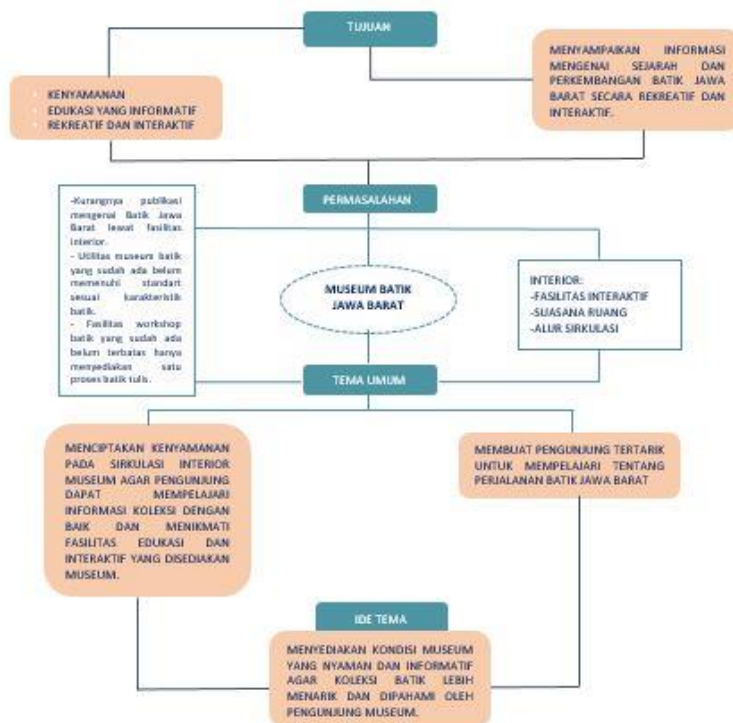 TUJUAN
• KENYAMANAN
• EDUKASI YANG INFORMATIF
• REKREATIF DAN INTERAKTIF
MENYAMPAIKAN INFORMASI
MENGENAI SEJARAH DAN
PERKEMBANGAN BATIK JAWA
BARAT SECARA REKREATIF DAN
INTERAKTIF.
PERMASALAHAN
-Kurangnya publikasi
mengenai Batik Jawa
Barat lewat fasilitas
interior.
- Utilitas museum batik
yang sudah ada belum
memenuhi standart
sesuai karakteristik
batik.
- Fasilitas workshop
batik yang sudah ada
belum terbatas hanya
menyediakan satu
proses batik tulis.
MUSEUM BATIK
JAWA BARAT
INTERIOR:
-FASILITAS INTERAKTIF
-SUASANA RUANG
-ALUR SIRKULASI
TEMA UMUM
MENCIPTAKAN KENYAMANAN
PADA SIRKULASI INTERIOR
MUSEUM AGAR PENGUNJUNG
DAPAT MEMPELAJARI
INFORMASI KOLEKSI DENGAN
BAIK DAN MENIKMATI
FASILITAS EDUKASI DAN
INTERAKTIF YANG DISEDIAKAN
MUSEUM.
MEMBUAT PENGUNJUNG TERTARIK
UNTUK MEMPELAJARI TENTANG
PERJALANAN BATIK JAWA BARAT
IDE TEMA
MENYEDIAKAN KONDISI MUSEUM
YANG NYAMAN DAN INFORMATIF
AGAR KOLEKSI BATIK LEBIH
MENARIK DAN DIPAHAMI OLEH
PENGUNJUNG MUSEUM.